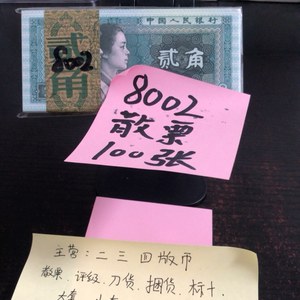 中国人民银行
贰角
贰角
8002
8002
散票
100张
主营:二三四版币
散票.评级.刀货.捆货.标十.